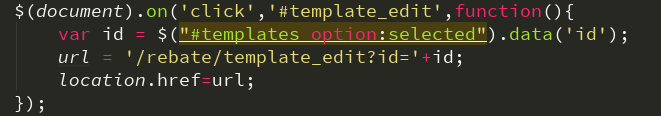 $(document).on('click','#template_edit',function(){
var id = $("#templates option:selected").data('id');
url = '/rebate/template_edit?id='+id;
location.href=url;
});